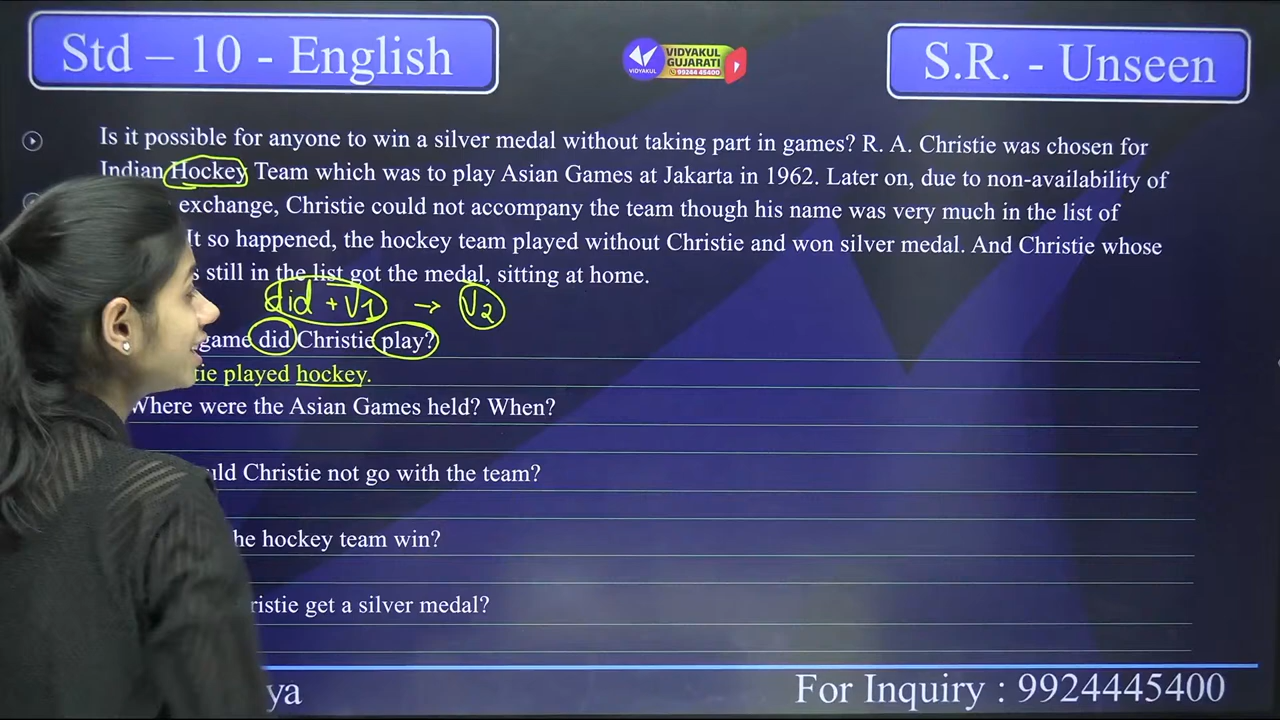 Std – 10 - English
VIDYAKUL
VIDYAKUL
GUJARATI
99244 45400
S.R. - Unseen
Is it possible for anyone to win a silver medal without taking part in games? R. A. Christie was chosen for
Indian Hockey Team which was to play Asian Games at Jakarta in 1962. Later on, due to non-availability of
exchange, Christie could not accompany the team though his name was very much in the list of
It so happened, the hockey team played without Christie and won silver medal. And Christie whose
still in the list got the medal, sitting at home.
did + V1 → V2
game did Christie play?
played hockey.
Where were the Asian Games held? When?
Christie not go with the team?
hockey team win?
get a silver medal?
For Inquiry : 9924445400